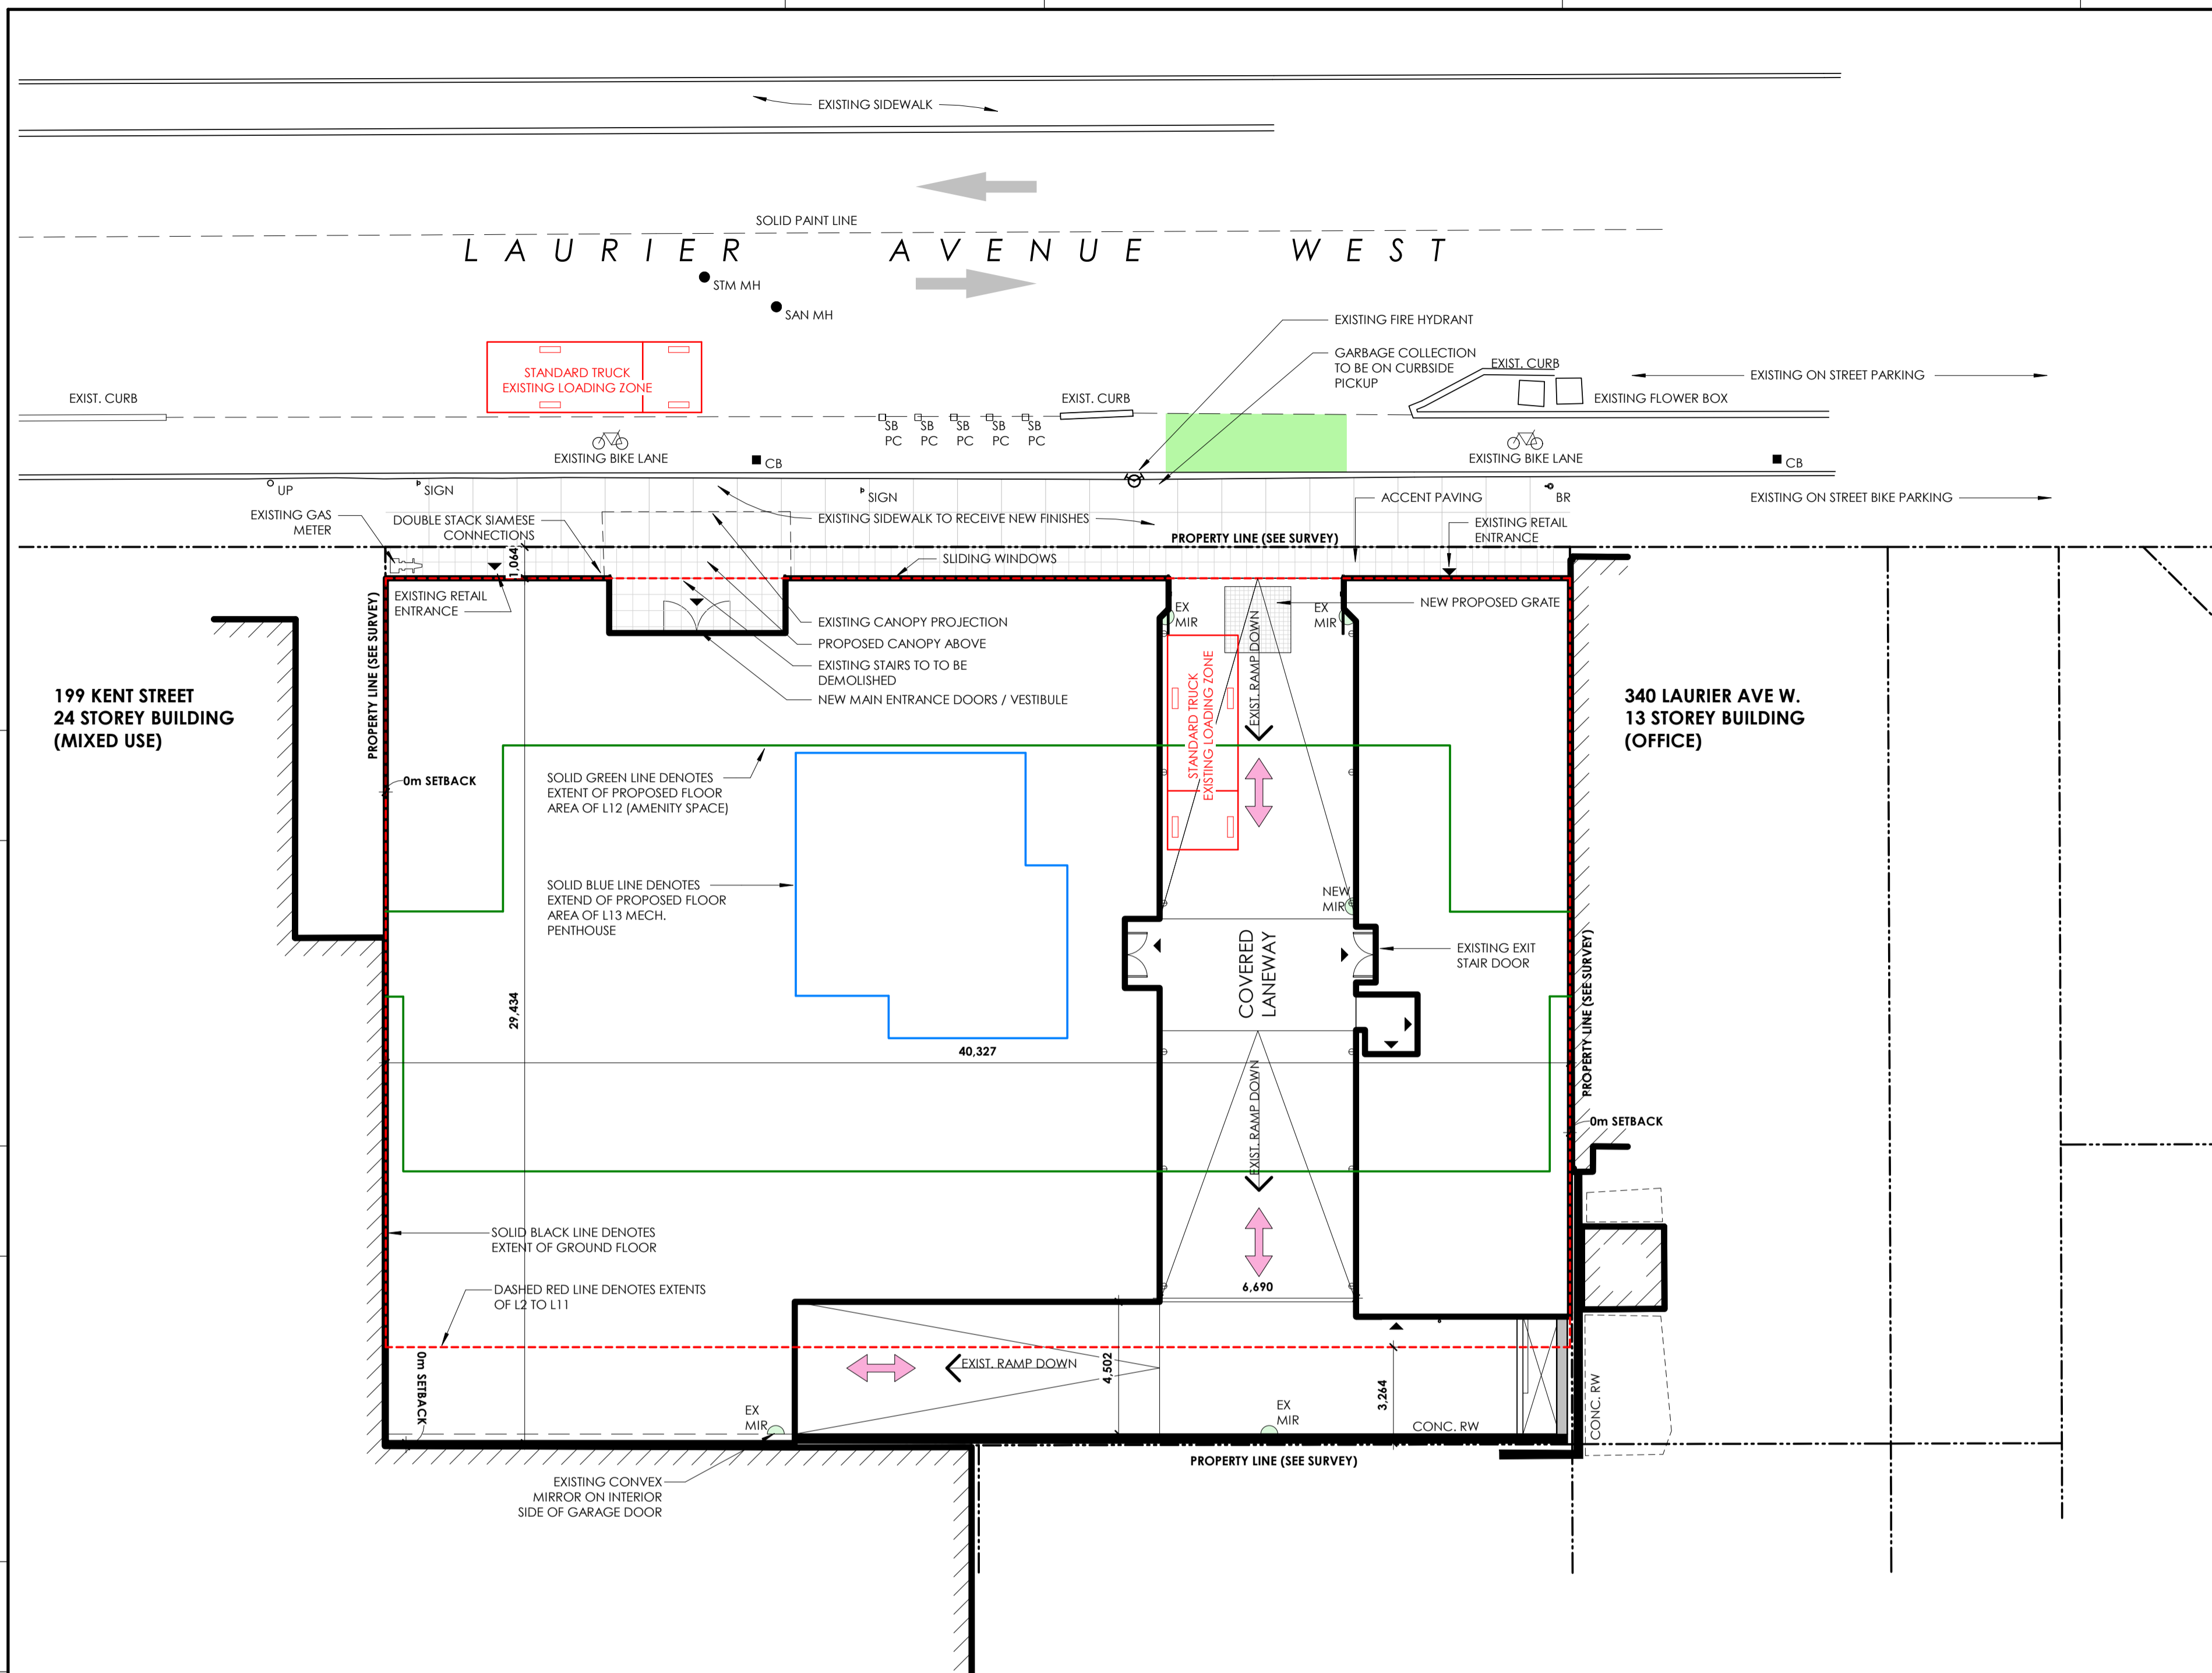 EXISTING SIDEWALK
SOLID PAINT LINE
LAURIER AVENUE WEST
STM MH
SAN MH
EXISTING FIRE HYDRANT
GARBAGE COLLECTION
TO BE ON CURBSIDE
PICKUP
STANDARD TRUCK
EXISTING LOADING ZONE
EXIST. CURB
EXIST. CURB
EXIST. CURB
EXISTING ON STREET PARKING
EXISTING FLOWER BOX
SB
PC
SB
PC
SB
PC
SB
PC
SB
PC
EXISTING BIKE LANE
CB
EXISTING BIKE LANE
CB
UP
SIGN
SIGN
ACCENT PAVING
BR
EXISTING ON STREET BIKE PARKING
EXISTING GAS
METER
DOUBLE STACK SIAMESE
CONNECTIONS
EXISTING SIDEWALK TO RECEIVE NEW FINISHES
EXISTING RETAIL
ENTRANCE
PROPERTY LINE (SEE SURVEY)
1,064
SLIDING WINDOWS
EXISTING RETAIL
ENTRANCE
EX
MIR
EX
MIR
NEW PROPOSED GRATE
EXISTING CANOPY PROJECTION
PROPOSED CANOPY ABOVE
EXISTING STAIRS TO TO BE
DEMOLISHED
NEW MAIN ENTRANCE DOORS / VESTIBULE
PROPERTY LINE (SEE SURVEY)
EXIST. RAMP DOWN
STANDARD TRUCK
EXISTING LOADING ZONE
199 KENT STREET
24 STOREY BUILDING
(MIXED USE)
340 LAURIER AVE W.
13 STOREY BUILDING
(OFFICE)
0m SETBACK
SOLID GREEN LINE DENOTES
EXTENT OF PROPOSED FLOOR
AREA OF L12 (AMENITY SPACE)
SOLID BLUE LINE DENOTES
EXTEND OF PROPOSED FLOOR
AREA OF L13 MECH.
PENTHOUSE
NEW
MIR
COVERED
LANEWAY
EXISTING EXIT
STAIR DOOR
PROPERTY LINE (SEE SURVEY)
29,434
40,327
EXIST. RAMP DOWN
0m SETBACK
SOLID BLACK LINE DENOTES
EXTENT OF GROUND FLOOR
DASHED RED LINE DENOTES EXTENTS
OF L2 TO L11
6,690
0m SETBACK
EXIST. RAMP DOWN
4,502
3,264
EX
MIR
EX
MIR
CONC. RW
CONC. RW
PROPERTY LINE (SEE SURVEY)
EXISTING CONVEX
MIRROR ON INTERIOR
SIDE OF GARAGE DOOR